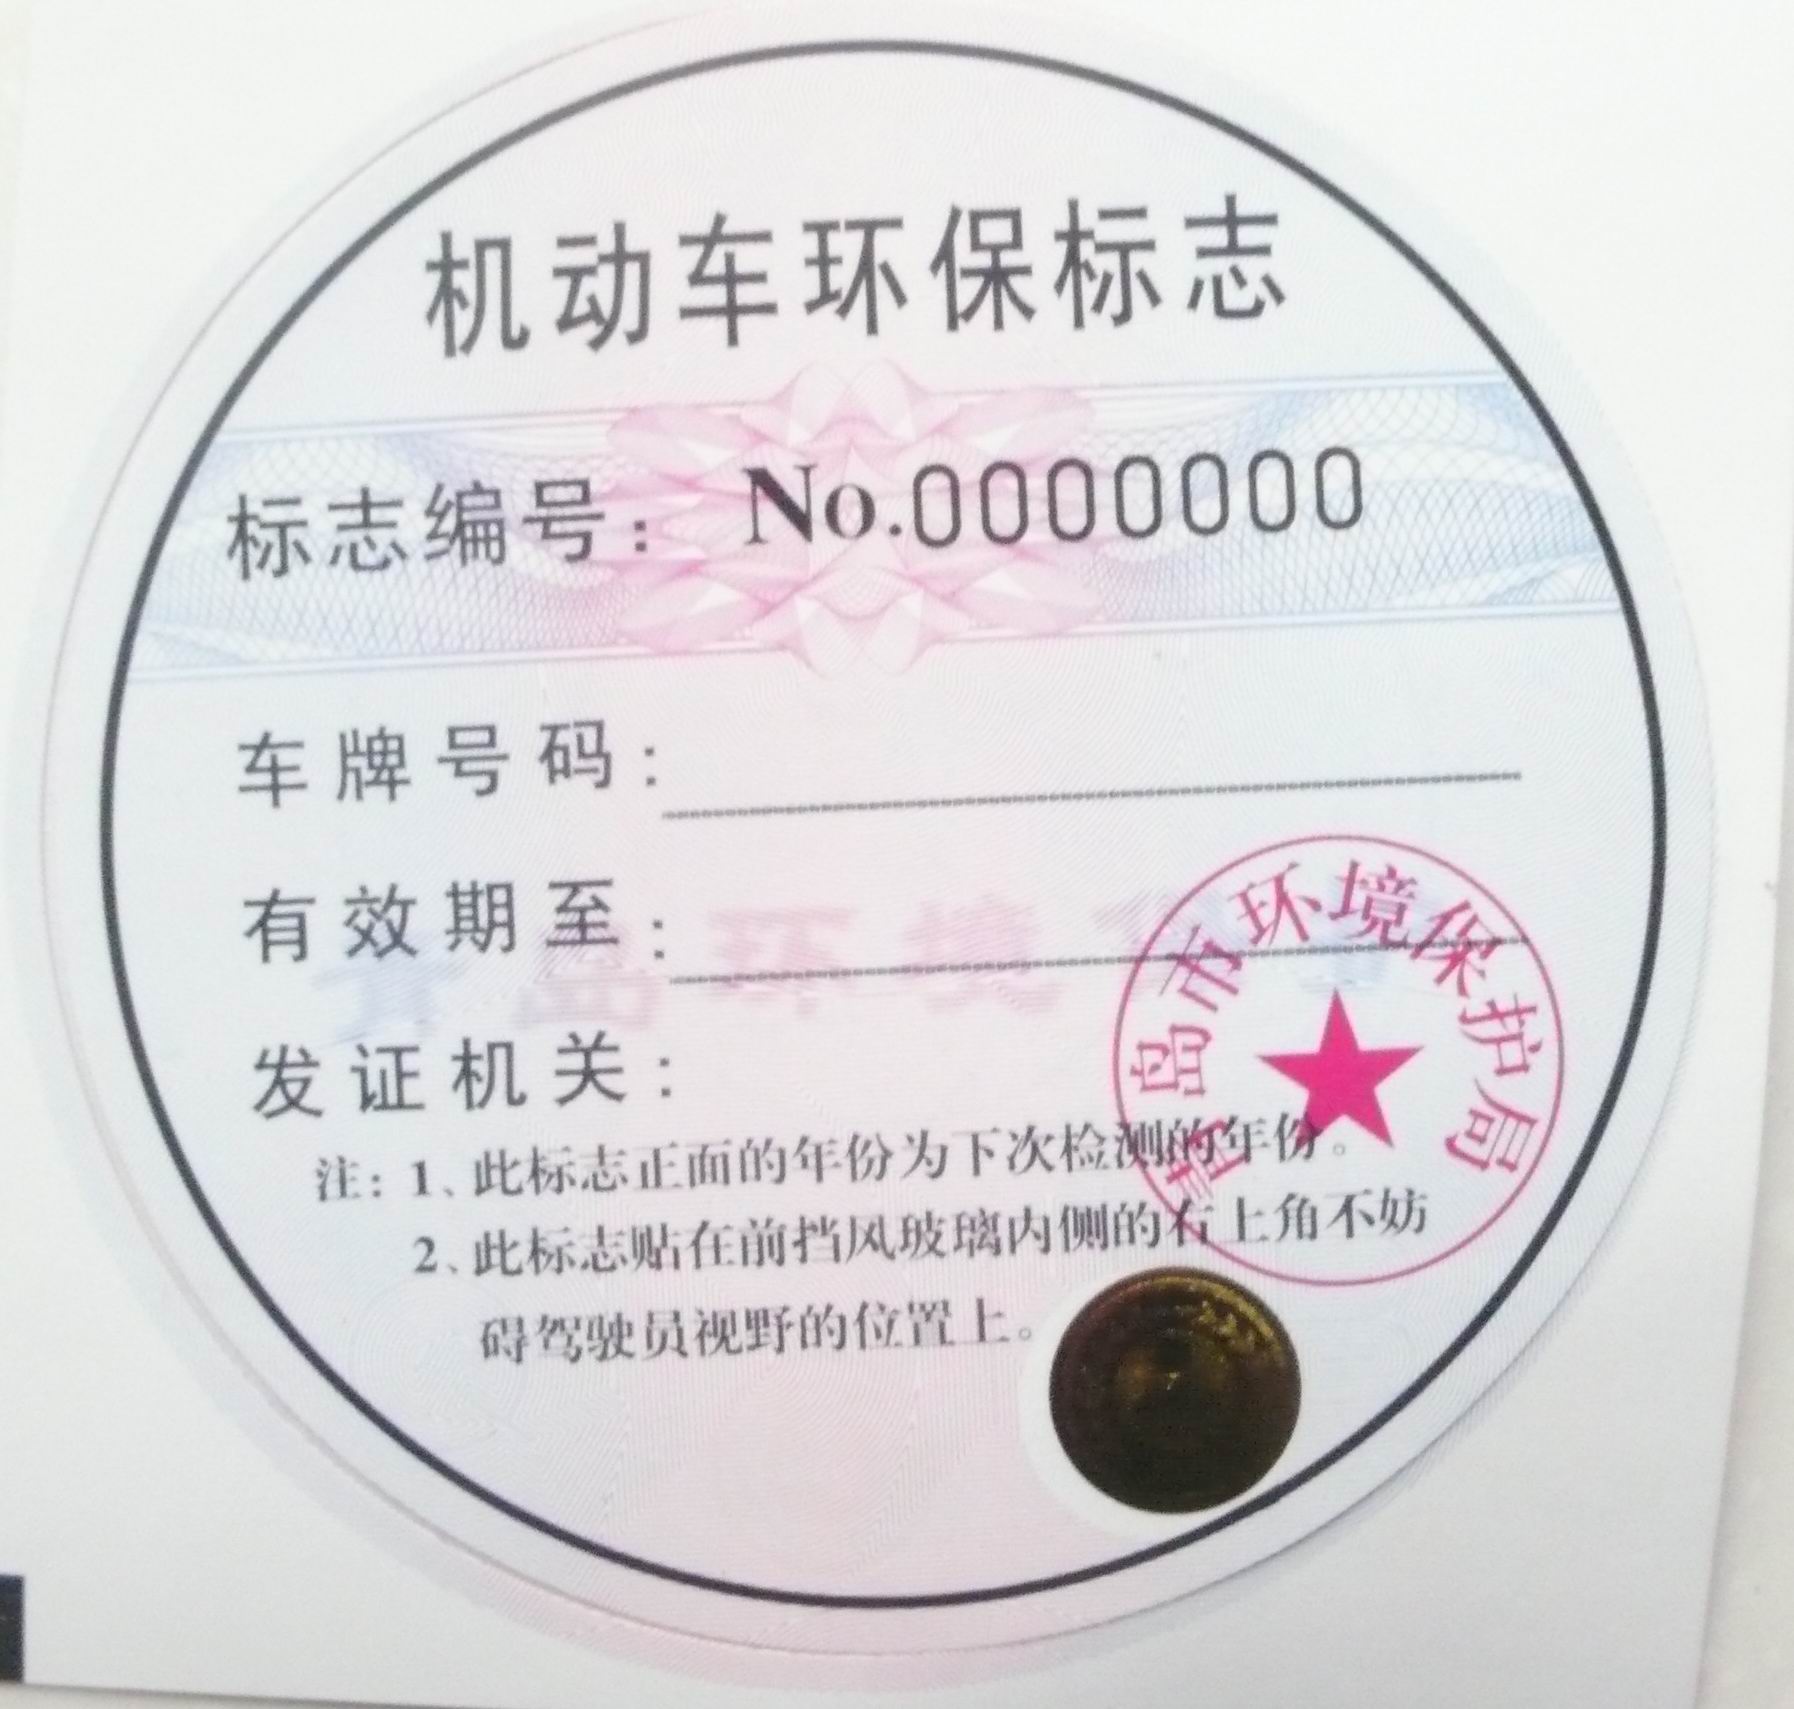 机动车环保标志
标志编号：No.0000000
车牌号码：
有效期至：
发证机关：
青岛市环境保护局
注：1、此标志正面的年份为下次检测的年份。
2、此标志贴在前挡风玻璃内侧的右上角不妨
碍驾驶员视野的位置上。